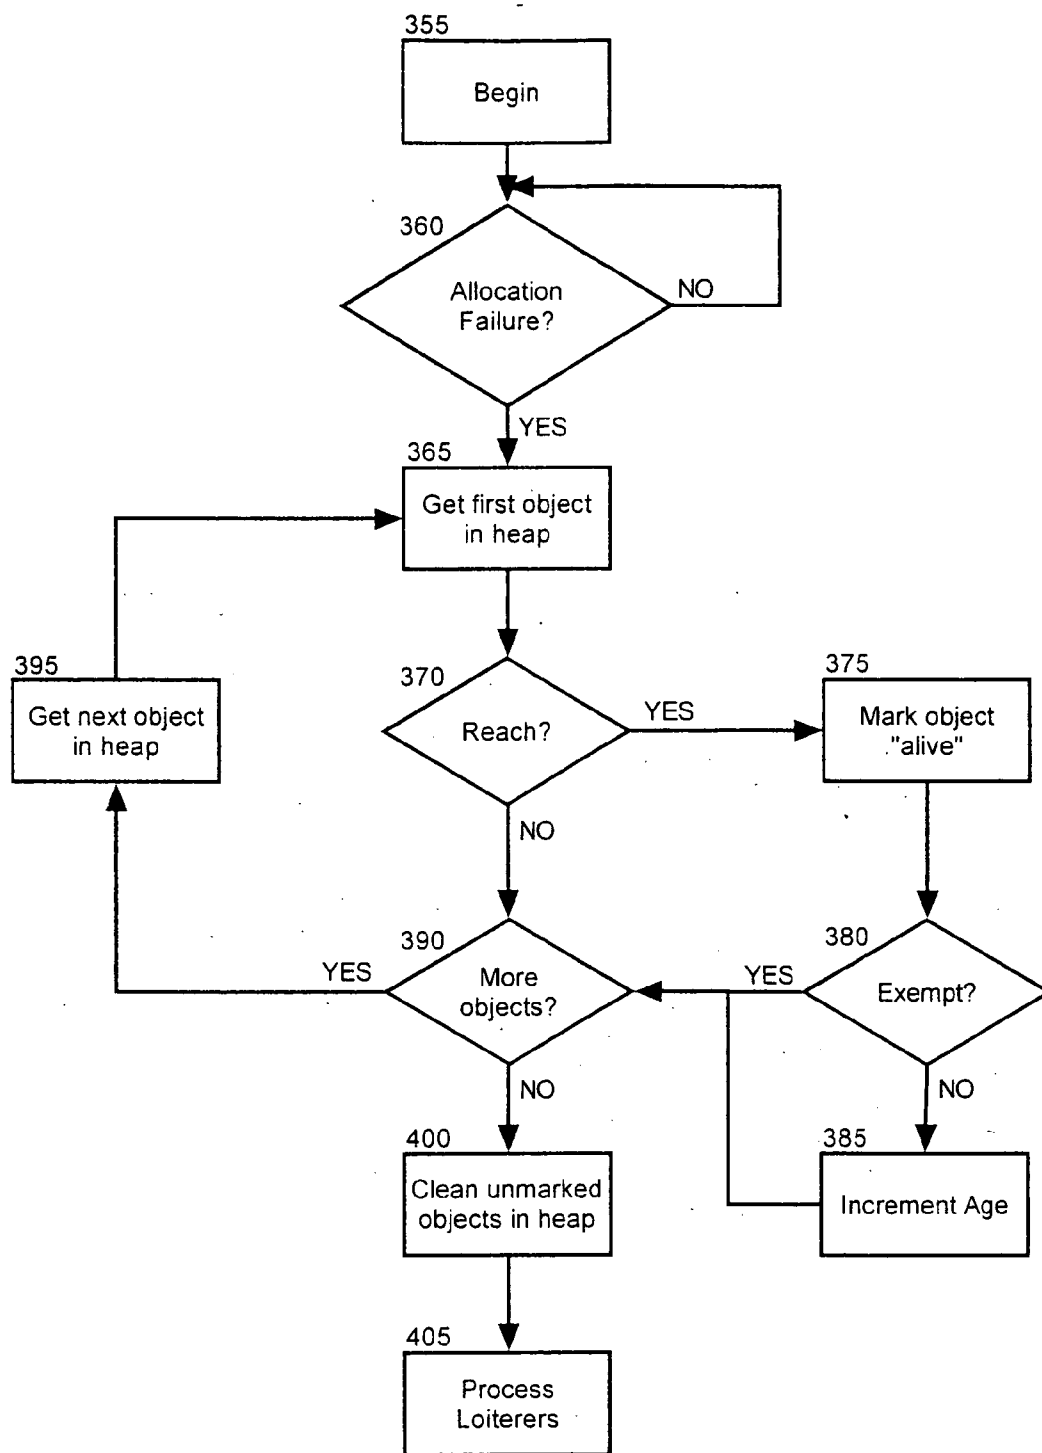 355
Begin
360
Allocation
Failure?
NO
YES
365
Get first object
in heap
395
Get next object
in heap
370
Reach?
YES
375
Mark object
"alive"
NO
390
More
objects?
YES
380
Exempt?
YES
NO
NO
400
Clean unmarked
objects in heap
385
Increment Age
405
Process
Loiterers